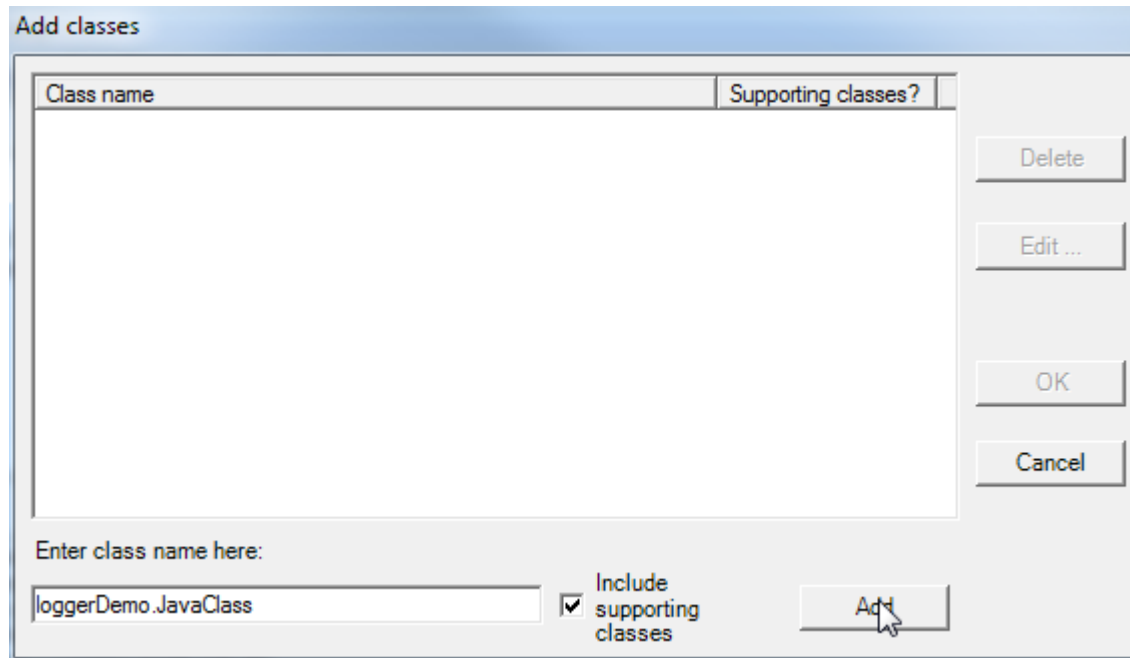 Add classes
Class name Supporting classes?
Delete
Edit ...
OK
Cancel
Enter class name here:
loggerDemo.JavaClass
Include
supporting
classes
Add